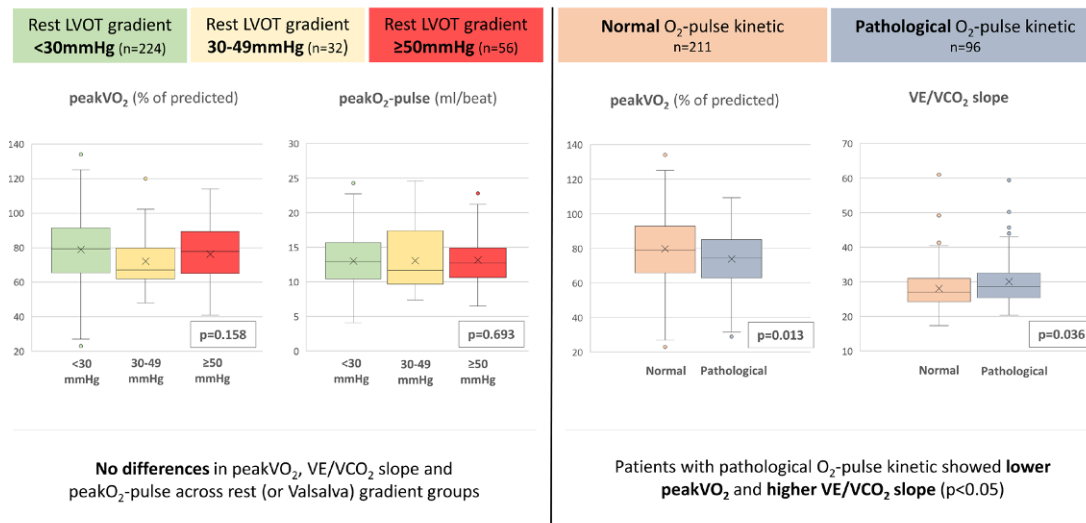 Rest LVOT gradient
<30mmHg (n=224)
Rest LVOT gradient
30-49mmHg (n=32)
Rest LVOT gradient
≥50mmHg (n=56)
peakVO₂ (% of predicted)
140
120
100
80
60
40
20
<30
mmHg
30-49
mmHg
≥50
mmHg
p=0.158
peakO₂-pulse (ml/beat)
30
25
20
15
10
5
0
<30
mmHg
30-49
mmHg
≥50
mmHg
p=0.693
No differences in peakVO₂, VE/VCO₂ slope and
peakO₂-pulse across rest (or Valsalva) gradient groups
Normal O₂-pulse kinetic
n=211
Pathological O₂-pulse kinetic
n=96
peakVO₂ (% of predicted)
140
120
100
80
60
40
20
Normal
Pathological
p=0.013
VE/VCO₂ slope
70
60
50
40
30
20
10
Normal
Pathological
p=0.036
Patients with pathological O₂-pulse kinetic showed lower
peakVO₂ and higher VE/VCO₂ slope (p<0.05)